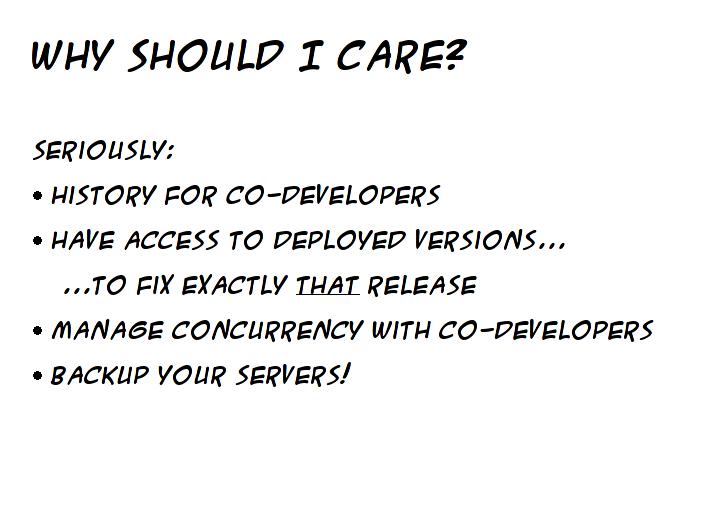 WHY SHOULD I CARE?
SERIOUSLY:
• HISTORY FOR CO-DEVELOPERS
• HAVE ACCESS TO DEPLOYED VERSIONS...
...TO FIX EXACTLY THAT RELEASE
• MANAGE CONCURRENCY WITH CO-DEVELOPERS
• BACKUP YOUR SERVERS!